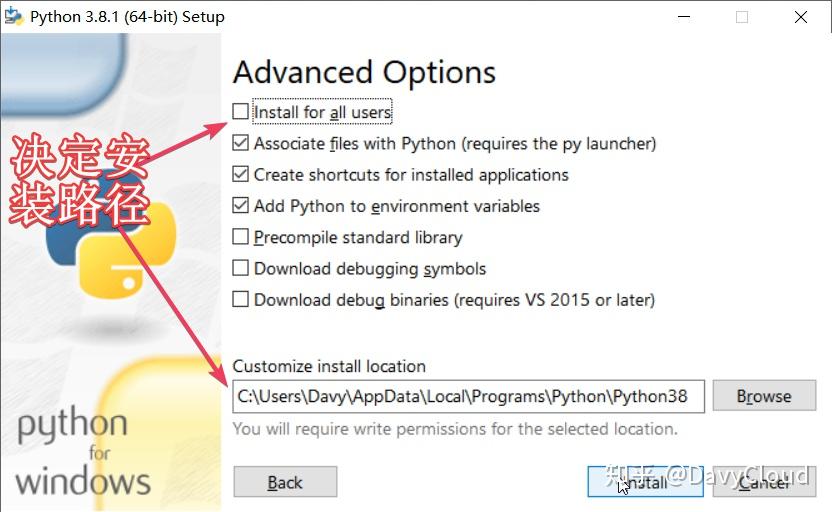 Python 3.8.1 (64-bit) Setup
Advanced Options
Install for all users
Associate files with Python (requires the py launcher)
Create shortcuts for installed applications
Add Python to environment variables
Precompile standard library
Download debugging symbols
Download debug binaries (requires VS 2015 or later)
决定安
装路径
Customize install location
C:\Users\Davy\AppData\Local\Programs\Python\Python38
Browse
You will require write permissions for the selected location.
python
for
windows
Back
Install
Cancel
知乎 @DavyCloud